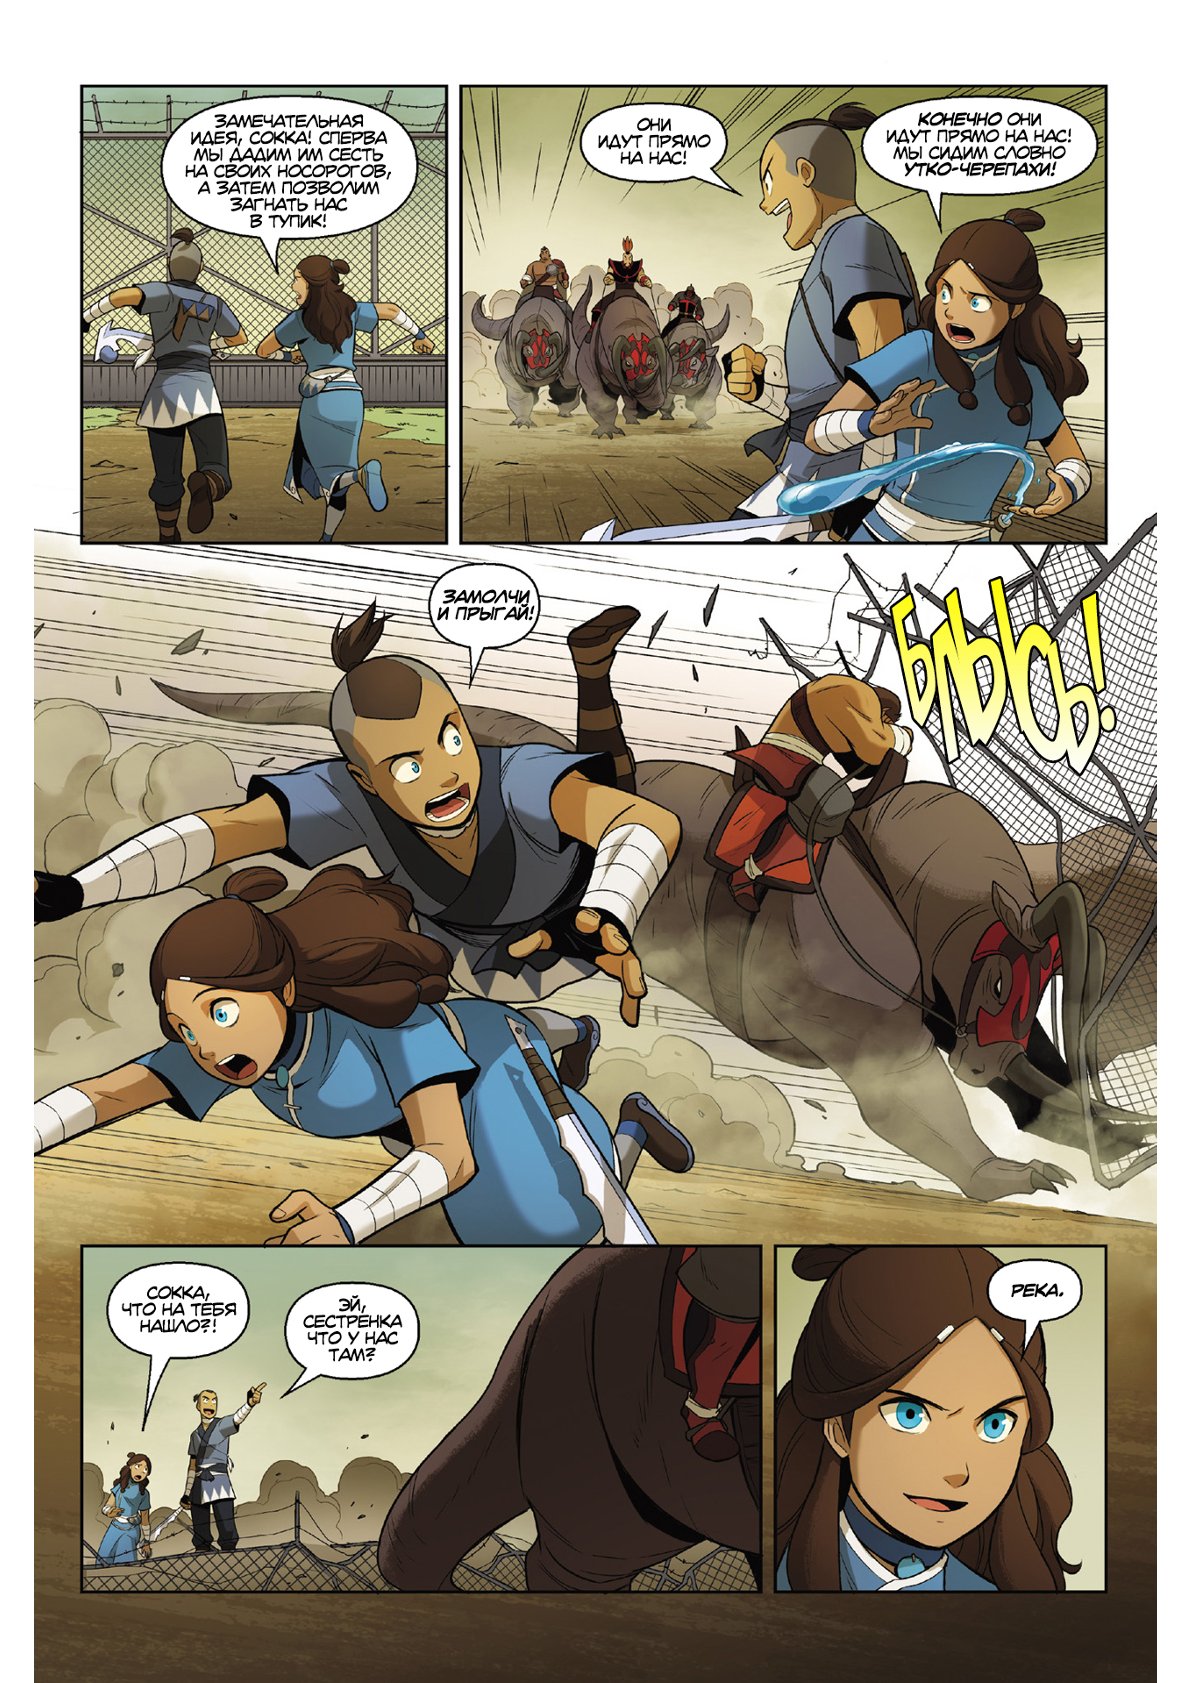 ЗАМЕЧАТЕЛЬНАЯ
ИДЕЯ, СОККА! СПЕРВА
МЫ ДАДИМ ИМ СЕСТЬ
НА СВОИХ НОСОРОГОВ,
А ЗАТЕМ ПОЗВОЛИМ
ЗАГНАТЬ НАС
В ТУПИК!
ОНИ
ИДУТ ПРЯМО
НА НАС!
КОНЕЧНО ОНИ
ИДУТ ПРЯМО НА НАС!
МЫ СИДИМ СЛОВНО
УТКО-ЧЕРЕПАХИ!
ЗАМОЛЧИ
И ПРЫГАЙ!
БЛЫСЬ!
СОККА,
ЧТО НА ТЕБЯ
НАШЛО?!
ЭЙ,
СЕСТРЕНКА
ЧТО У НАС
ТАМ?
РЕКА.